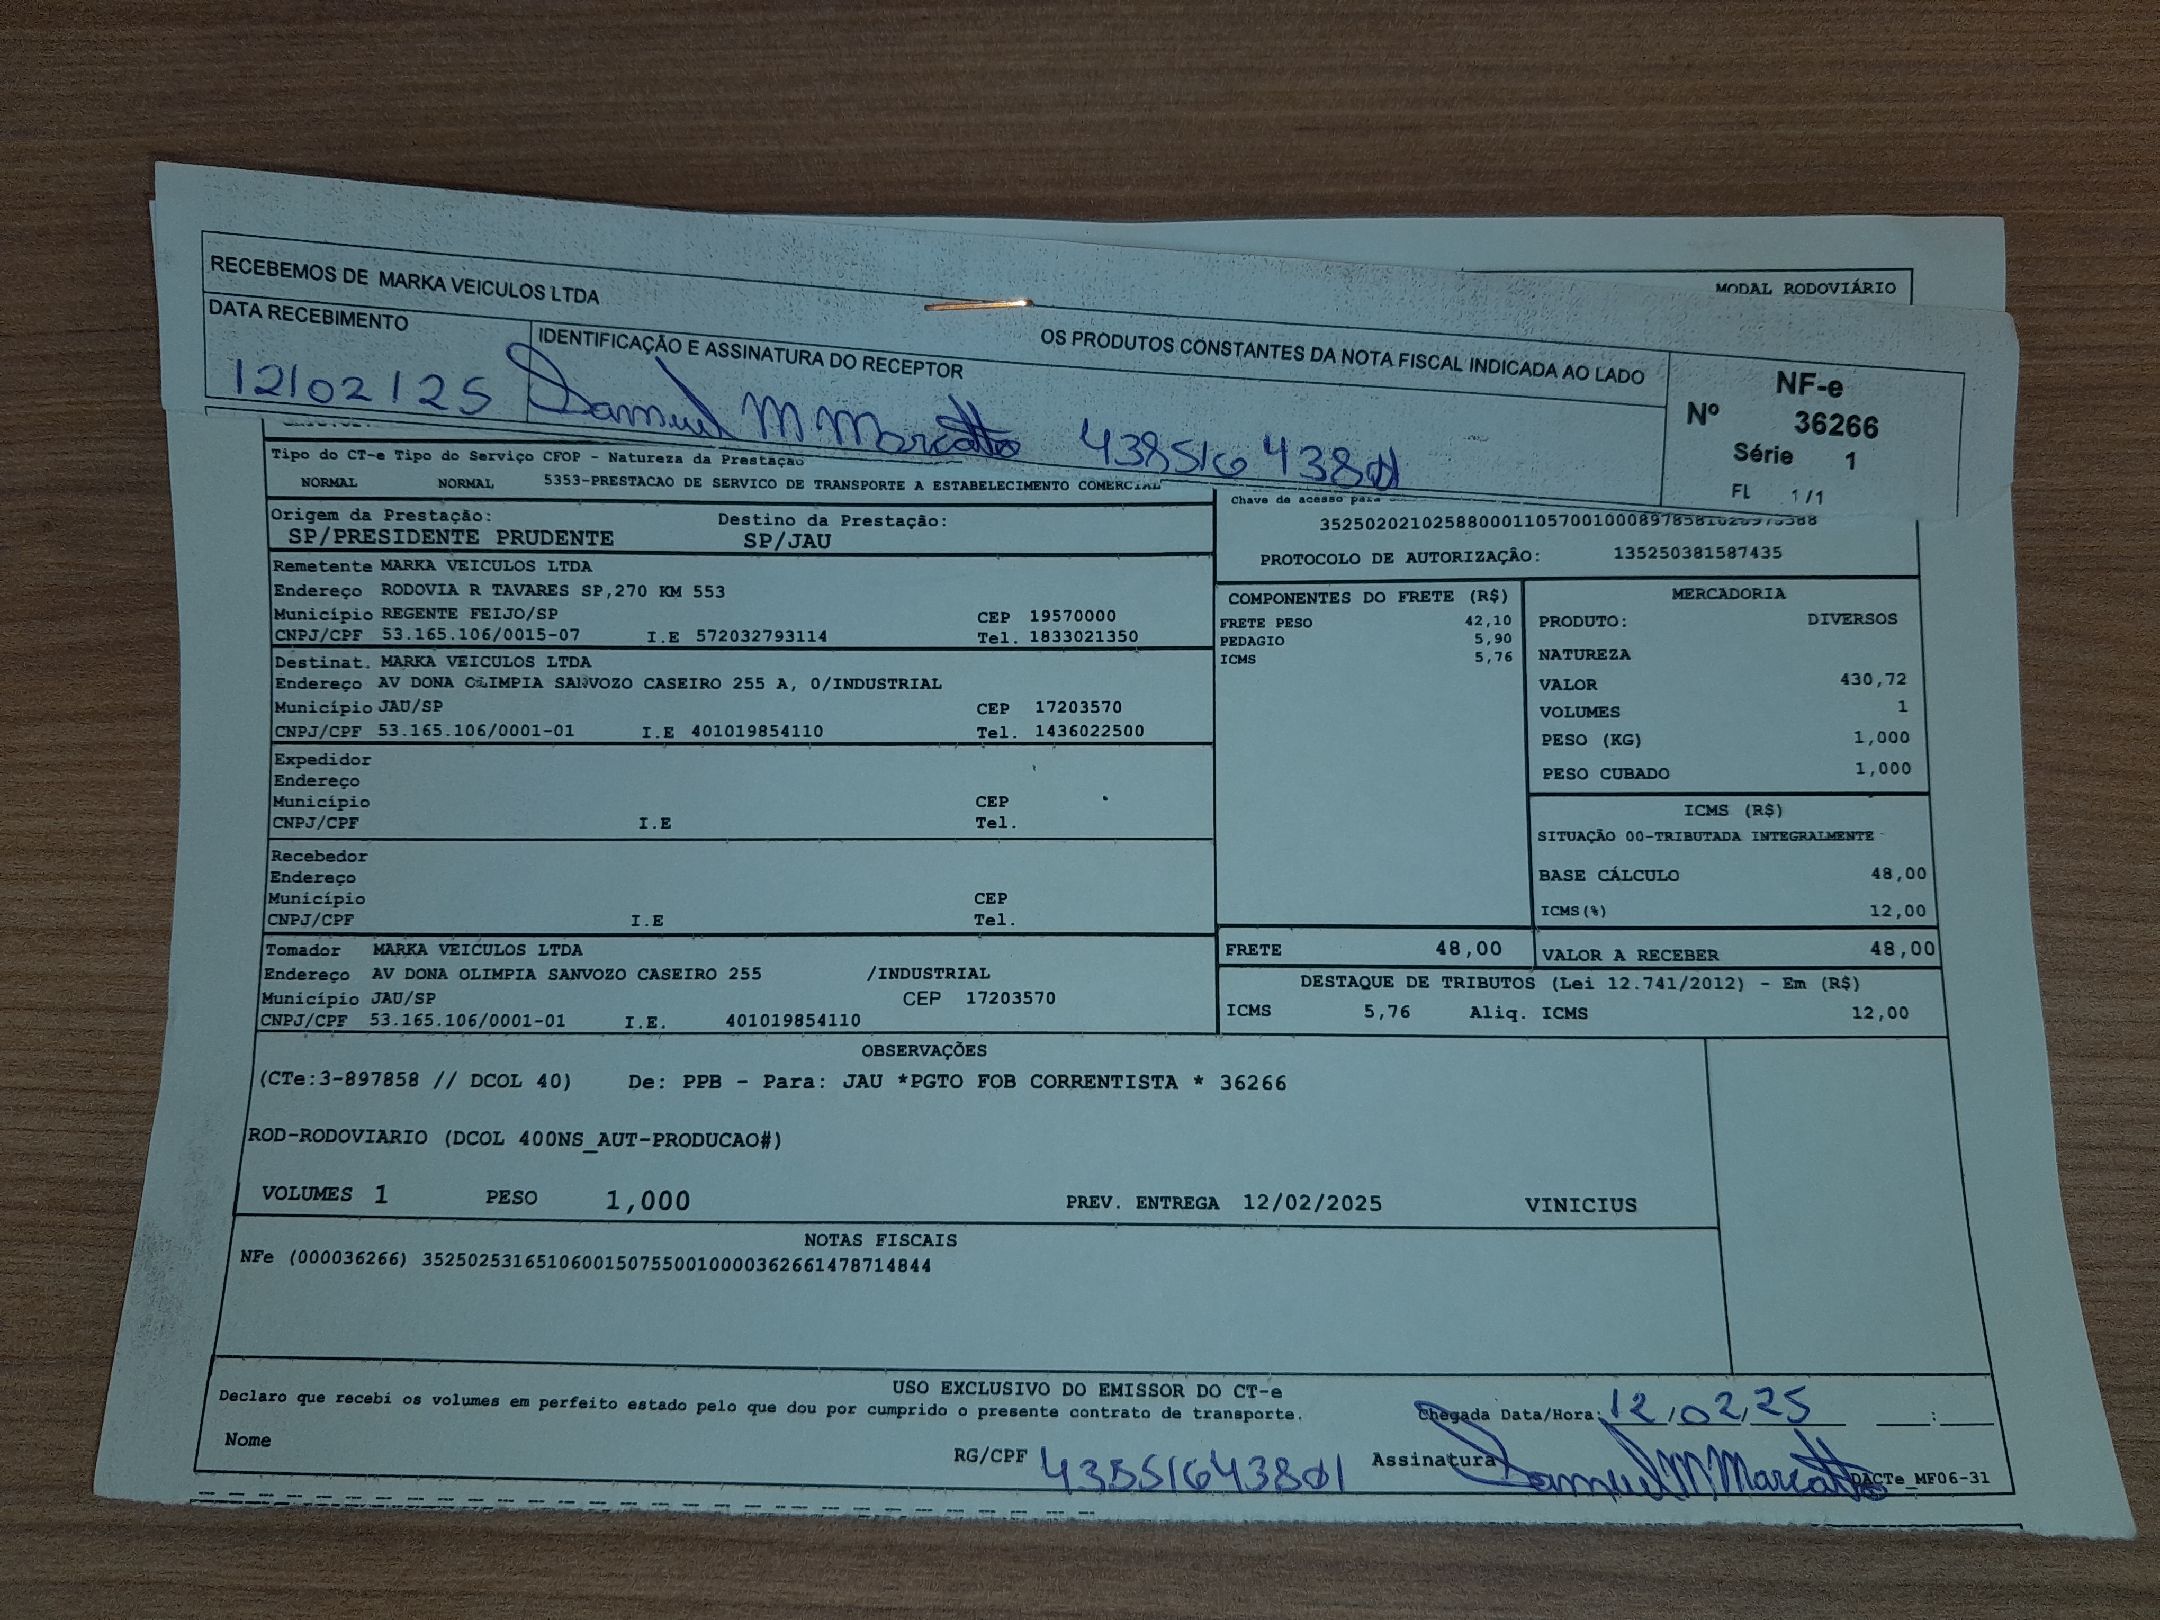 MODAL RODOVIÁRIO
RECEBEMOS DE MARKA VEICULOS LTDA OS PRODUTOS CONSTANTES DA NOTA FISCAL INDICADA AO LADO
DATA RECEBIMENTO IDENTIFICAÇÃO E ASSINATURA DO RECEPTOR
12/02/25 Samuel M Marcatto 43851643801
NF-e
Nº 36266
Série 1
FL 1/1
Tipo do CT-e Tipo do Serviço CFOP - Natureza da Prestação
NORMAL NORMAL 5353-PRESTACAO DE SERVICO DE TRANSPORTE A ESTABELECIMENTO COMERCIAL
Chave de acesso para
PROTOCOLO DE AUTORIZAÇÃO: 135250381587435
Origem da Prestação: Destino da Prestação:
SP/PRESIDENTE PRUDENTE SP/JAU
Remetente MARKA VEICULOS LTDA
Endereço RODOVIA R TAVARES SP,270 KM 553
Município REGENTE FEIJO/SP CEP 19570000
CNPJ/CPF 53.165.106/0015-07 I.E 572032793114 Tel. 1833021350
Destinat. MARKA VEICULOS LTDA
Endereço AV DONA OLIMPIA SANVOZO CASEIRO 255 A, 0/INDUSTRIAL
Município JAU/SP CEP 17203570
CNPJ/CPF 53.165.106/0001-01 I.E 401019854110 Tel. 1436022500
Expedidor
Endereço
Município CEP
CNPJ/CPF I.E Tel.
Recebedor
Endereço
Município CEP
CNPJ/CPF I.E Tel.
Tomador MARKA VEICULOS LTDA
Endereço AV DONA OLIMPIA SANVOZO CASEIRO 255 /INDUSTRIAL
Município JAU/SP CEP 17203570
CNPJ/CPF 53.165.106/0001-01 I.E. 401019854110
COMPONENTES DO FRETE (R$)
FRETE PESO 42,10
PEDAGIO 5,90
ICMS 5,76
MERCADORIA
PRODUTO: DIVERSOS
NATUREZA
VALOR 430,72
VOLUMES 1
PESO (KG) 1,000
PESO CUBADO 1,000
ICMS (R$)
SITUAÇÃO 00-TRIBUTADA INTEGRALMENTE
BASE CÁLCULO 48,00
ICMS(%) 12,00
FRETE 48,00 VALOR A RECEBER 48,00
DESTAQUE DE TRIBUTOS (Lei 12.741/2012) - Em (R$)
ICMS 5,76 Aliq. ICMS 12,00
OBSERVAÇÕES
(CTe:3-897858 // DCOL 40) De: PPB - Para: JAU *PGTO FOB CORRENTISTA * 36266
ROD-RODOVIARIO (DCOL 400NS_AUT-PRODUCAO#)
VOLUMES 1 PESO 1,000 PREV. ENTREGA 12/02/2025 VINICIUS
NOTAS FISCAIS
NFe (000036266) 35250253165106001507550010000362661478714844
USO EXCLUSIVO DO EMISSOR DO CT-e
Declaro que recebi os volumes em perfeito estado pelo que dou por cumprido o presente contrato de transporte. Chegada Data/Hora: 12/02/25 :
Nome RG/CPF 43851643801 Assinatura Samuel M Marcatto
DACTe_MF06-31